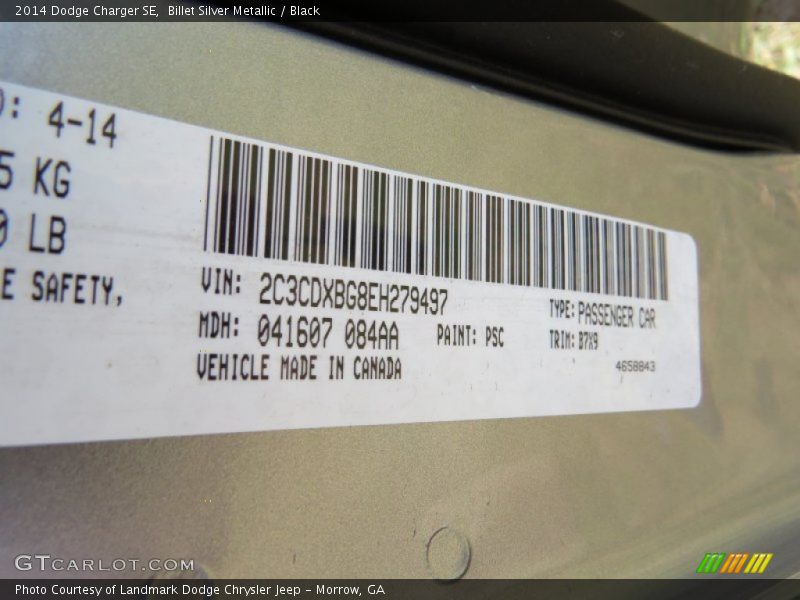 2014 Dodge Charger SE, Billet Silver Metallic / Black
: 4-14
5 KG
LB
E SAFETY,
VIN: 2C3CDXBG8EH279497
TYPE: PASSENGER CAR
MDH: 041607 084AA PAINT: PSC
TRIM: B7X9
VEHICLE MADE IN CANADA
4658843
GTCARLOT.COM
Photo Courtesy of Landmark Dodge Chrysler Jeep - Morrow, GA